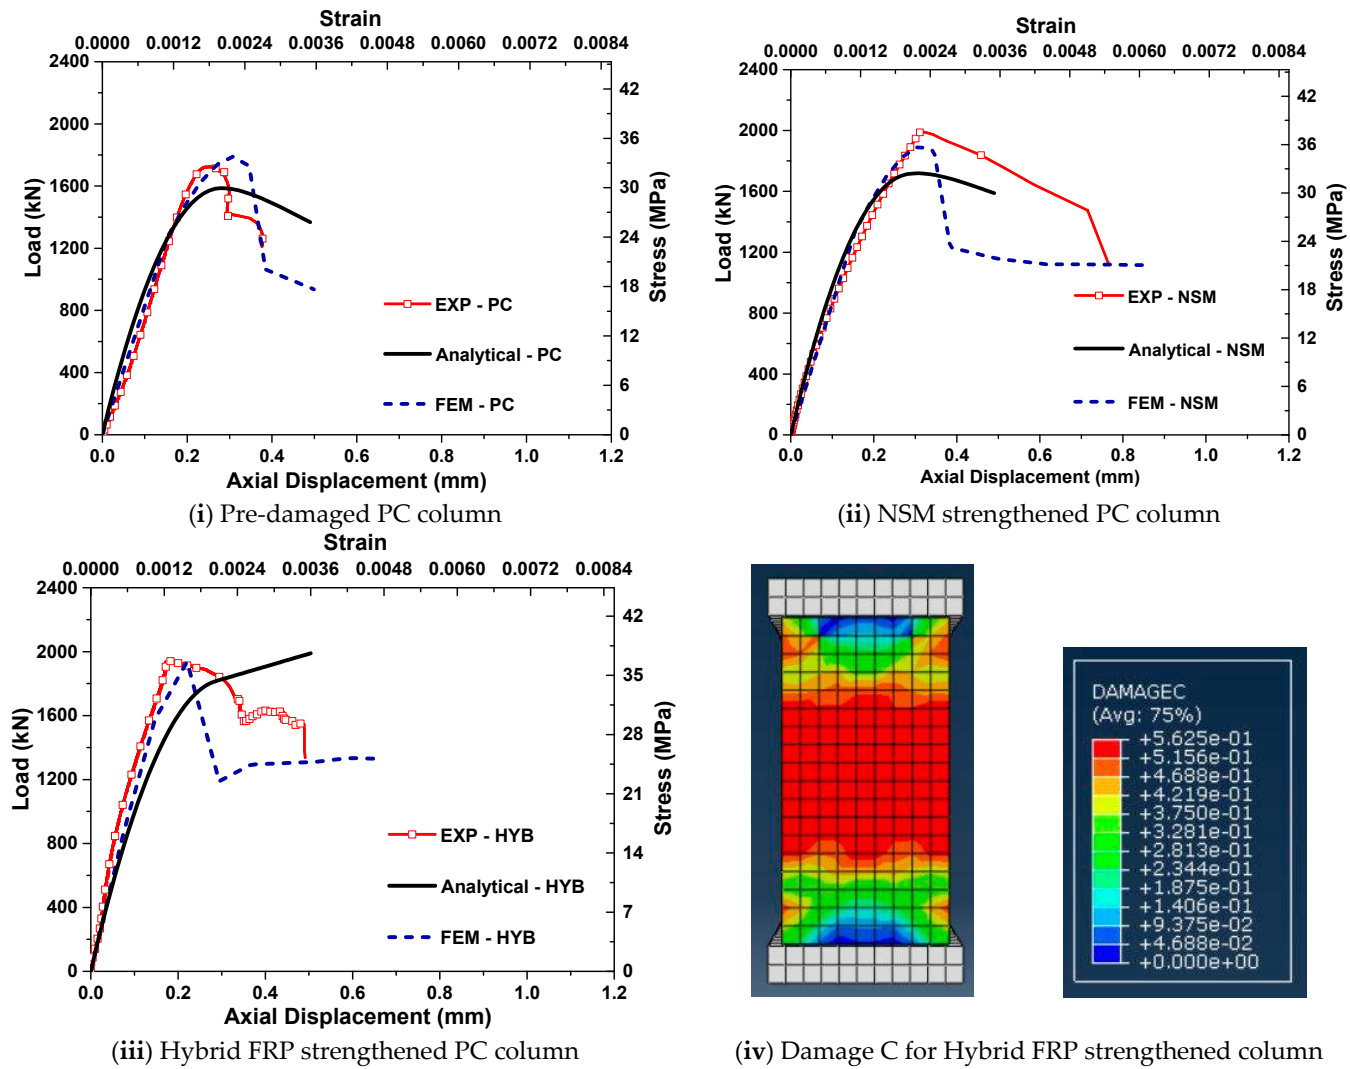 Strain
0.0000 0.0012 0.0024 0.0036 0.0048 0.0060 0.0072 0.0084
2400
2000
1600
1200
800
400
0
Load (kN)
42
36
30
24
18
12
6
0
Stress (MPa)
EXP - PC
Analytical - PC
FEM - PC
0.0 0.2 0.4 0.6 0.8 1.0 1.2
Axial Displacement (mm)
(i) Pre-damaged PC column
Strain
0.0000 0.0012 0.0024 0.0036 0.0048 0.0060 0.0072 0.0084
2400
2000
1600
1200
800
400
0
Load (kN)
42
36
30
24
18
12
6
0
Stress (MPa)
EXP - NSM
Analytical - NSM
FEM - NSM
0.0 0.2 0.4 0.6 0.8 1.0 1.2
Axial Displacement (mm)
(ii) NSM strengthened PC column
Strain
0.0000 0.0012 0.0024 0.0036 0.0048 0.0060 0.0072 0.0084
2400
2000
1600
1200
800
400
0
Load (kN)
42
35
28
21
14
7
0
Stress (MPa)
EXP - HYB
Analytical - HYB
FEM - HYB
0.0 0.2 0.4 0.6 0.8 1.0 1.2
Axial Displacement (mm)
(iii) Hybrid FRP strengthened PC column
DAMAGEC
(Avg: 75%)
+5.625e-01
+5.156e-01
+4.688e-01
+4.219e-01
+3.750e-01
+3.281e-01
+2.813e-01
+2.344e-01
+1.875e-01
+1.406e-01
+9.375e-02
+4.688e-02
+0.000e+00
(iv) Damage C for Hybrid FRP strengthened column